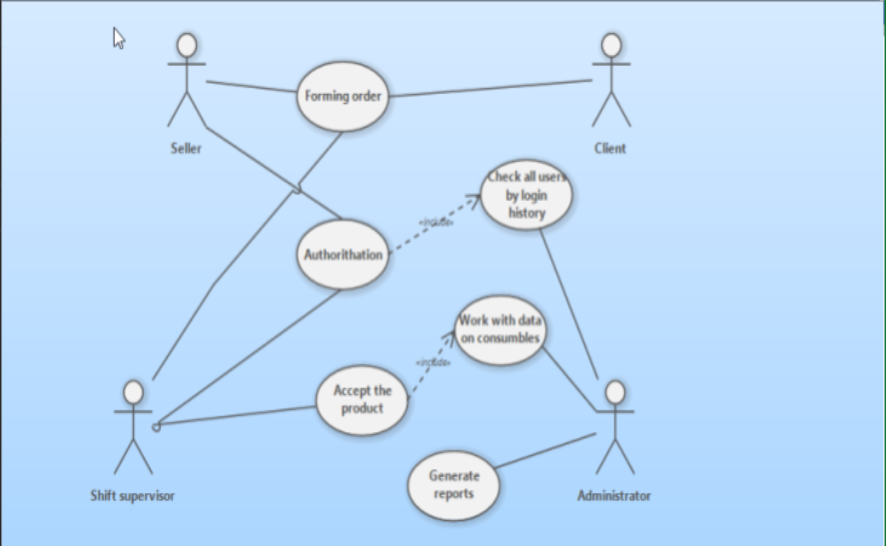 Forming order
Seller
Client
Check all users
by login
history
«include»
Authorithation
Work with data
on consumbles
«include»
Accept the
product
Generate
reports
Shift supervisor
Administrator